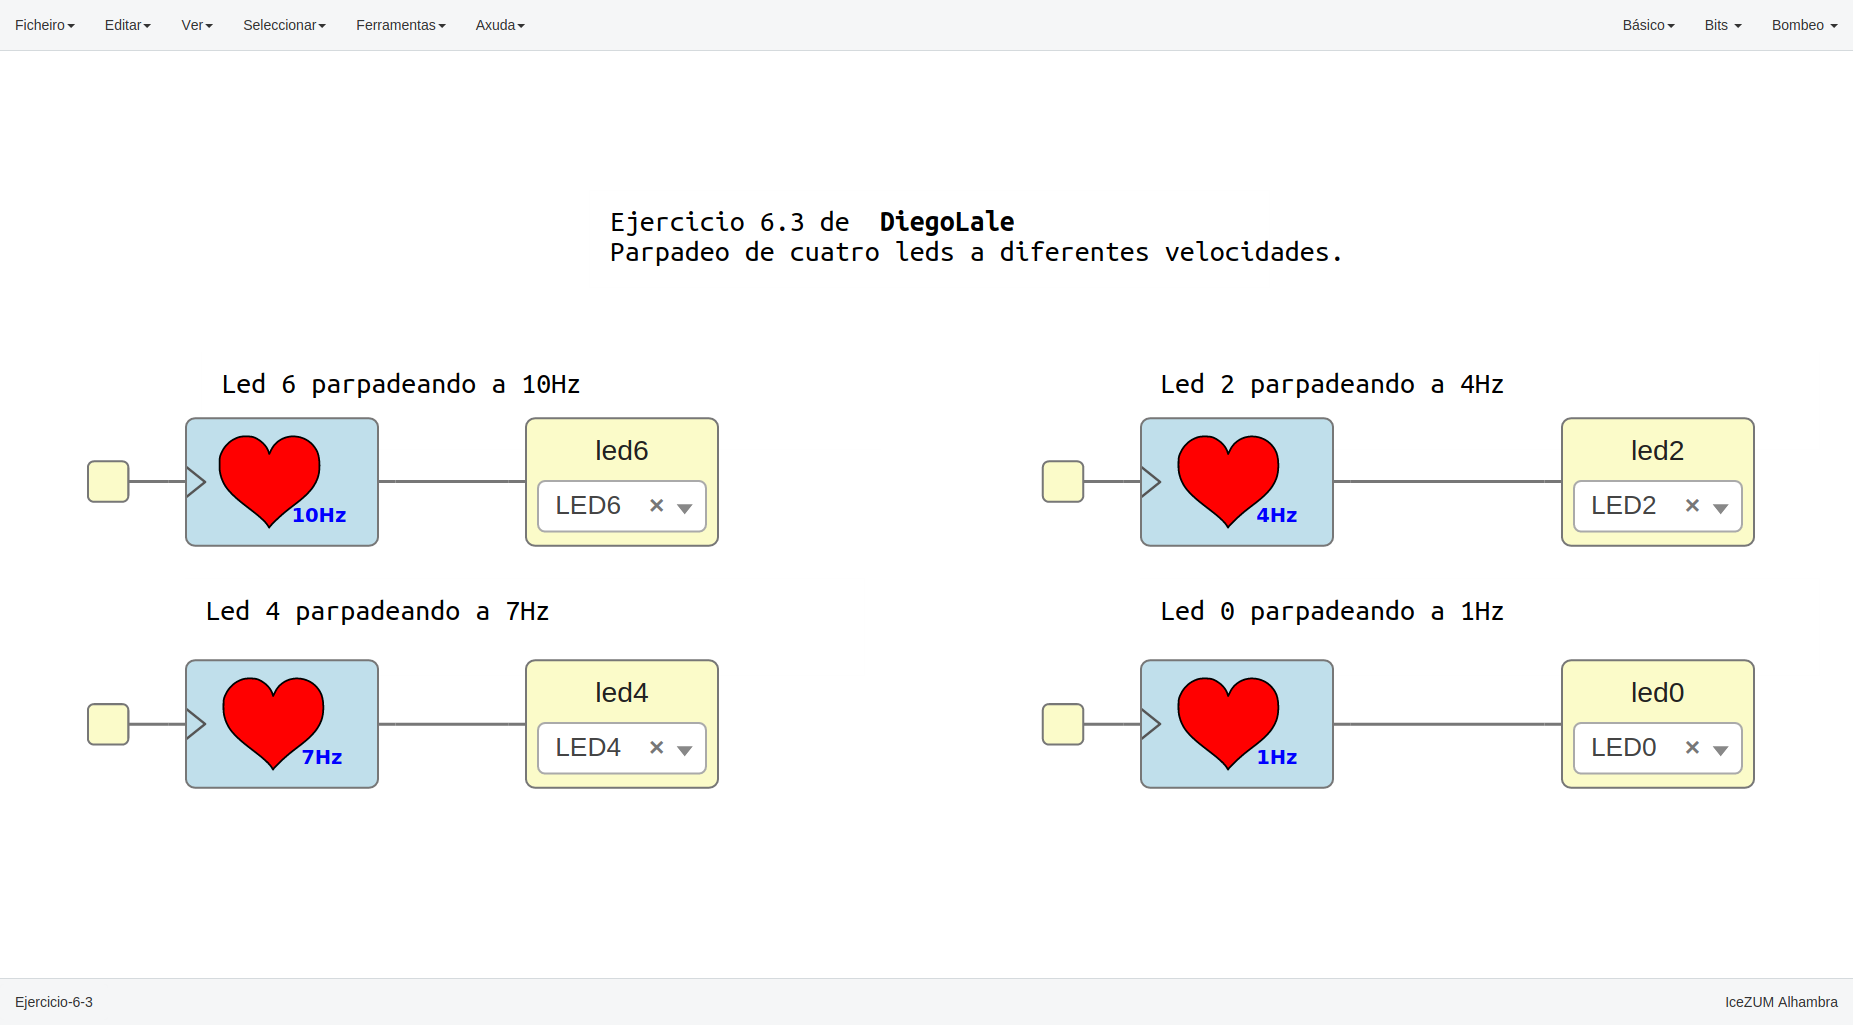 Ficheiro Editar Ver Seleccionar Ferramentas Axuda Básico Bits Bombeo
Ejercicio 6.3 de DiegoLale
Parpadeo de cuatro leds a diferentes velocidades.
Led 6 parpadeando a 10Hz
10Hz
led6
LED6
Led 2 parpadeando a 4Hz
4Hz
led2
LED2
Led 4 parpadeando a 7Hz
7Hz
led4
LED4
Led 0 parpadeando a 1Hz
1Hz
led0
LED0
Ejercicio-6-3 IceZUM Alhambra